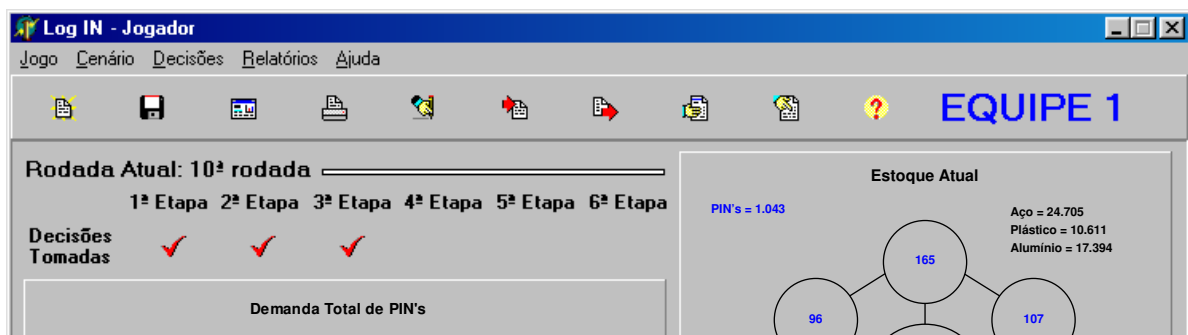 Log IN - Jogador
Jogo Cenário Decisões Relatórios Ajuda
EQUIPE 1
Rodada Atual: 10ª rodada
1ª Etapa 2ª Etapa 3ª Etapa 4ª Etapa 5ª Etapa 6ª Etapa
Decisões
Tomadas
Demanda Total de PIN's
Estoque Atual
PIN's = 1.043
Aço = 24.705
Plástico = 10.611
Alumínio = 17.394
165
96
107